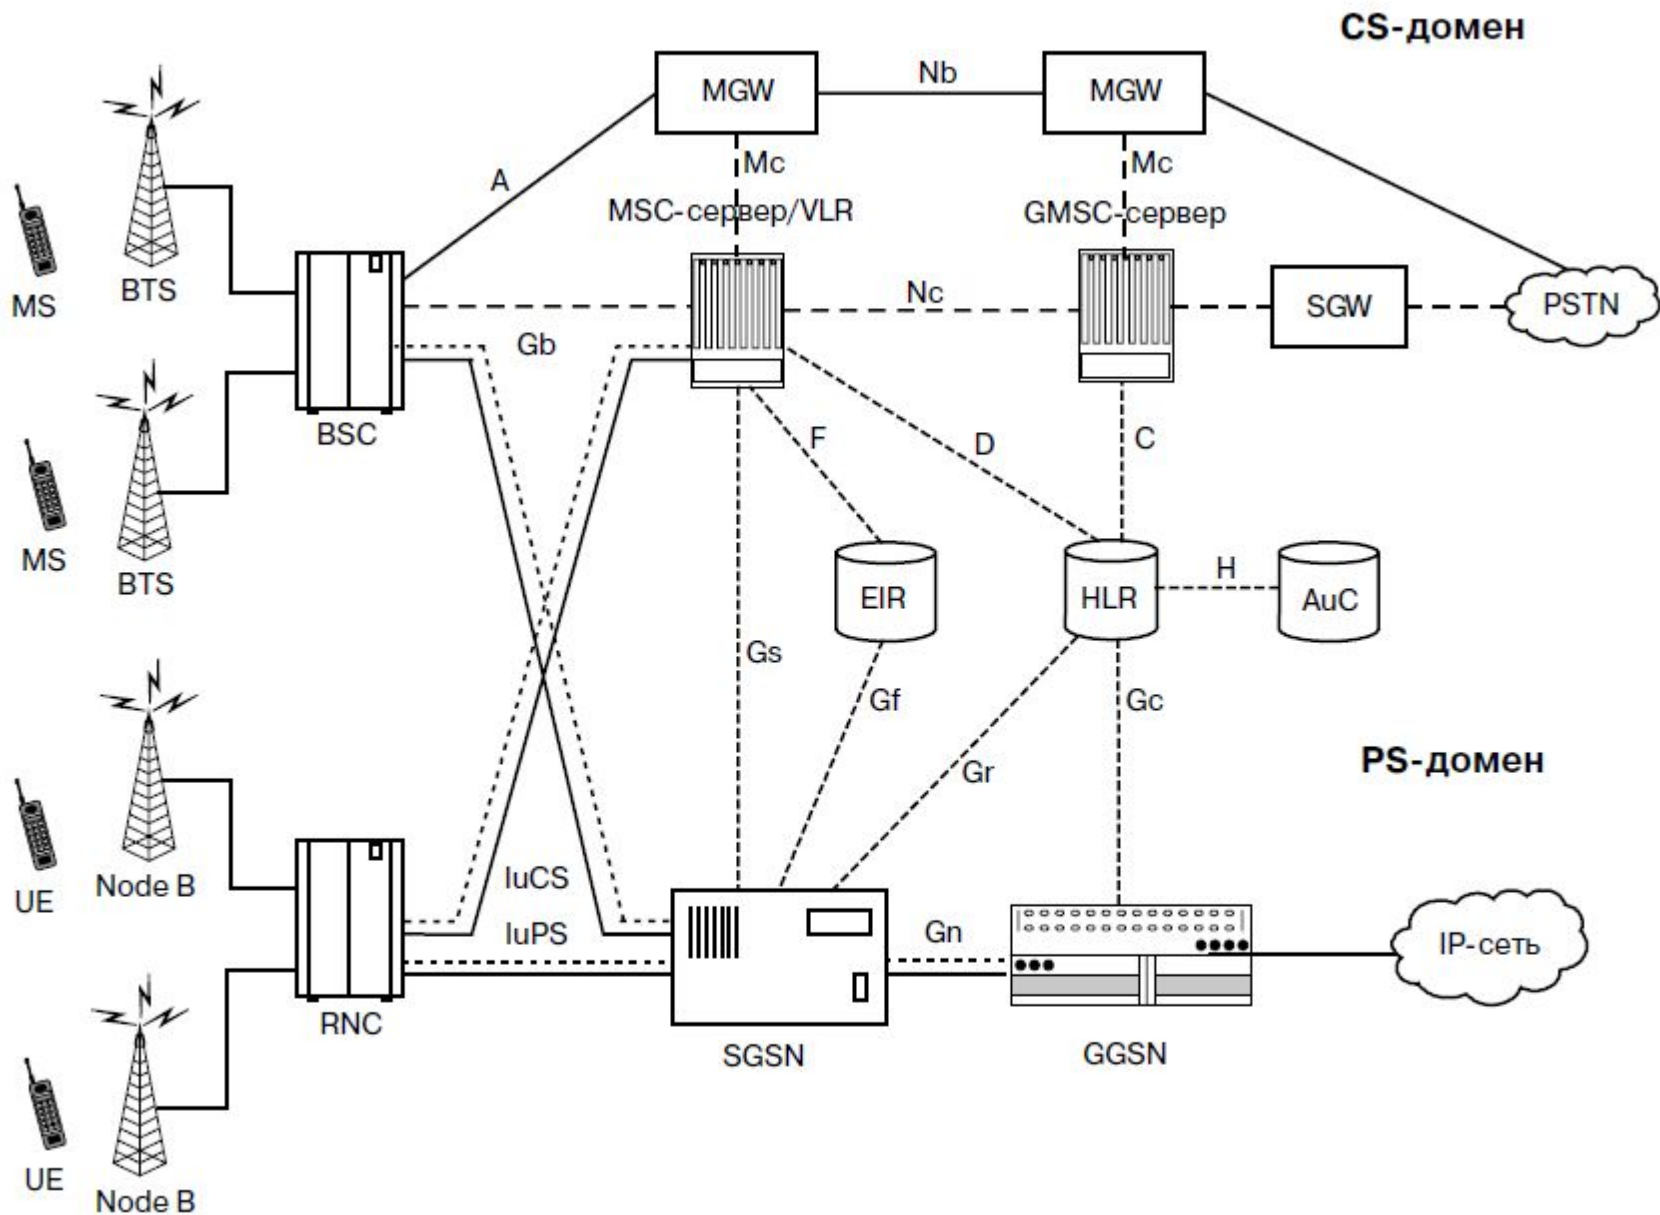 CS-домен
MGW
Nb
MGW
A
Mc
Mc
MSC-сервер/VLR
GMSC-сервер
MS
BTS
Nc
SGW
PSTN
Gb
BSC
F
D
C
MS
BTS
EIR
HLR
H
AuC
Gs
Gf
Gc
Gr
PS-домен
UE
Node B
IuCS
IuPS
Gn
IP-сеть
RNC
SGSN
GGSN
UE
Node B